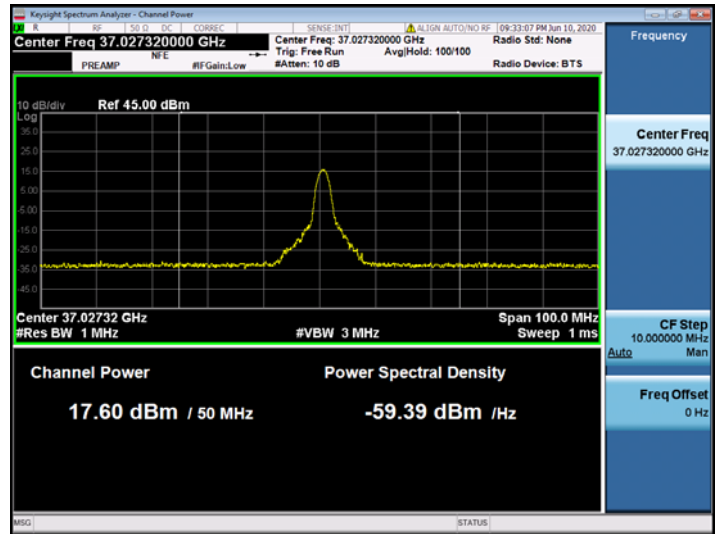 Keysight Spectrum Analyzer - Channel Power
R RF 50 Ω DC CORREC SENSE:INT ALIGN AUTO/NO RF 09:33:07 PM Jun 10, 2020
Center Freq 37.027320000 GHz
Center Freq: 37.027320000 GHz Radio Std: None
NFE Trig: Free Run Avg|Hold: 100/100
PREAMP #IFGain:Low #Atten: 10 dB Radio Device: BTS
Frequency
10 dB/div Ref 45.00 dBm
Log
35.0
25.0
15.0
5.00
-5.00
-15.0
-25.0
-35.0
-45.0
Center 37.02732 GHz Span 100.0 MHz
#Res BW 1 MHz #VBW 3 MHz Sweep 1 ms
Channel Power Power Spectral Density
17.60 dBm / 50 MHz -59.39 dBm /Hz
Center Freq
37.027320000 GHz
CF Step
10.000000 MHz
Auto Man
Freq Offset
0 Hz
MSG STATUS